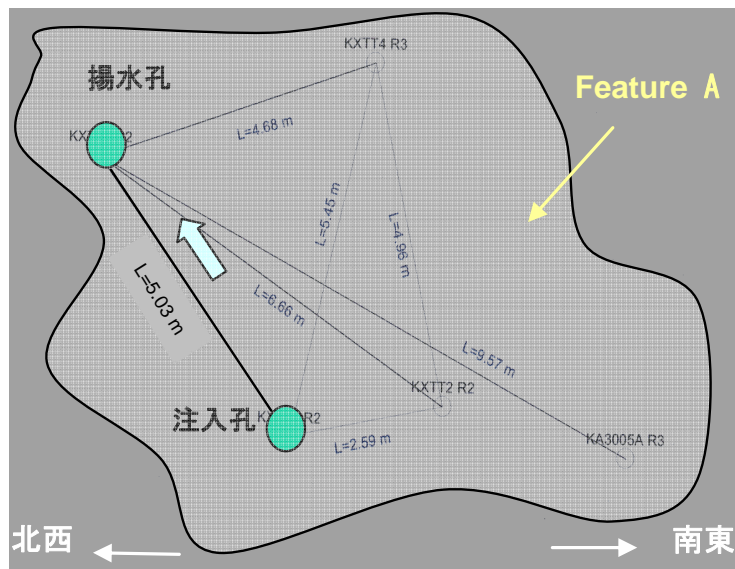 KXTT4 R3
揚水孔
Feature A
L=4.68 m
L=5.45 m
L=4.96 m
L=5.03 m
L=6.66 m
L=9.57 m
KXTT2 R2
注入孔
R2
L=2.59 m
KA3005A R3
北西
南東